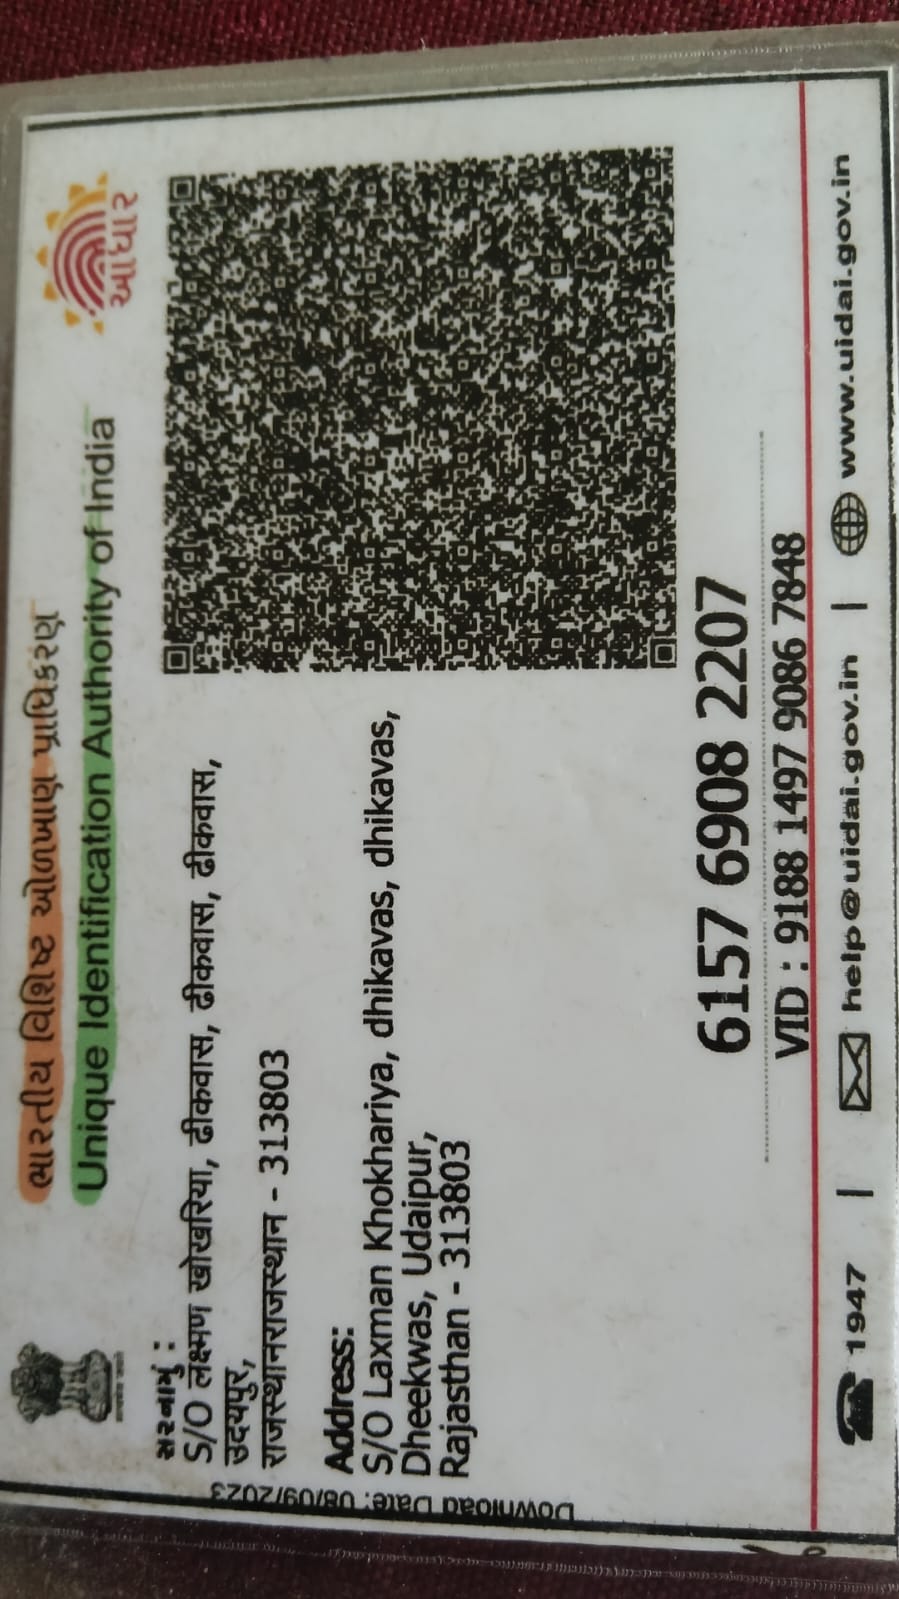 ભારતીય વિશિષ્ટ ઓળખાણ પ્રાધિકરણ
Unique Identification Authority of India
આધાર
સરનામું :
S/O लक्ष्मण खोखरिया, ढीकवास, ढीकवास, ढीकवास,
उदयपुर,
राजस्थानराजस्थान - 313803
Address:
S/O Laxman Khokhariya, dhikavas, dhikavas,
Dheekwas, Udaipur,
Rajasthan - 313803
Download Date: 08/09/2023
6157 6908 2207
VID : 9188 1497 9086 7848
1947 | help@uidai.gov.in | www.uidai.gov.in